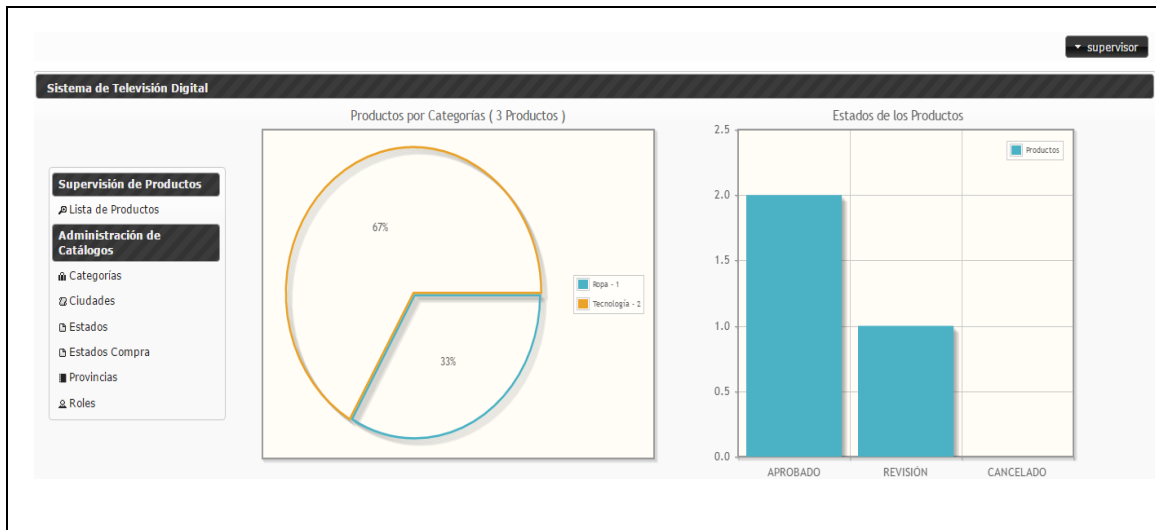 supervisor
Sistema de Televisión Digital
Supervisión de Productos
Lista de Productos
Administración de
Catálogos
Categorías
Ciudades
Estados
Estados Compra
Provincias
Roles
Productos por Categorías ( 3 Productos )
67%
33%
Ropa - 1
Tecnología - 2
Estados de los Productos
2.5
2.0
1.5
1.0
0.5
0.0
Productos
APROBADO
REVISIÓN
CANCELADO